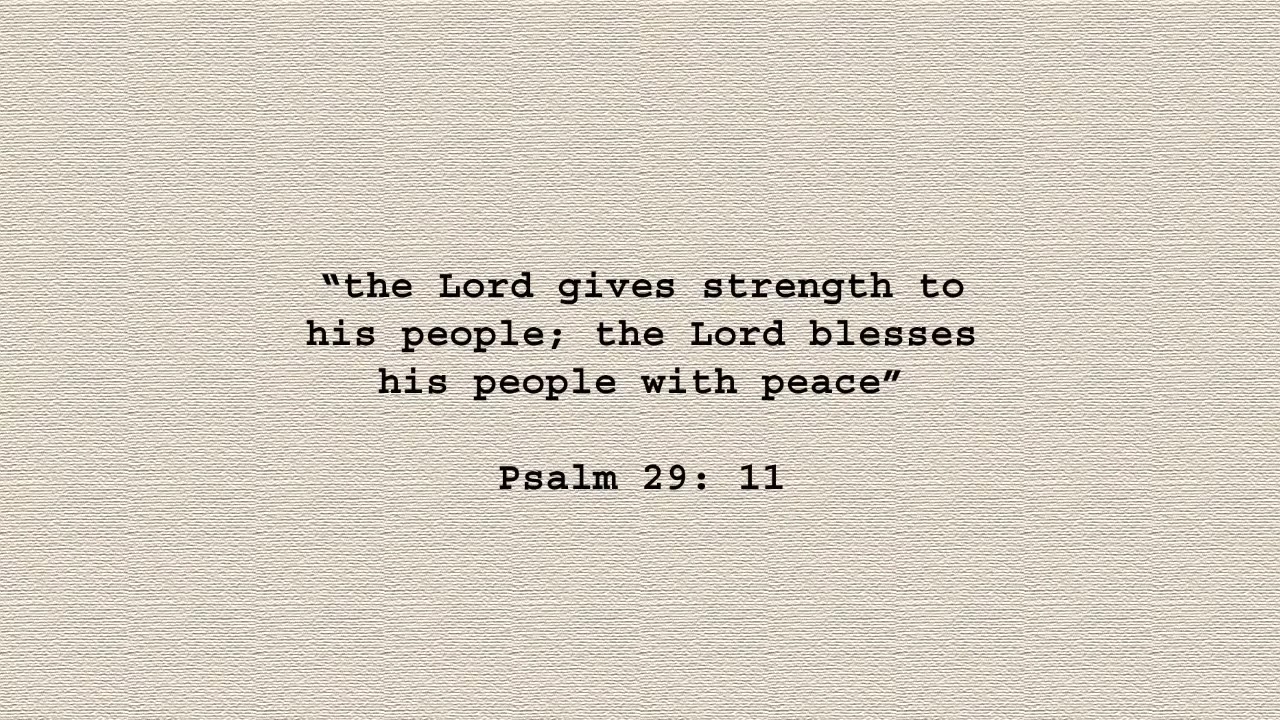 “the Lord gives strength to
his people; the Lord blesses
his people with peace”
Psalm 29: 11